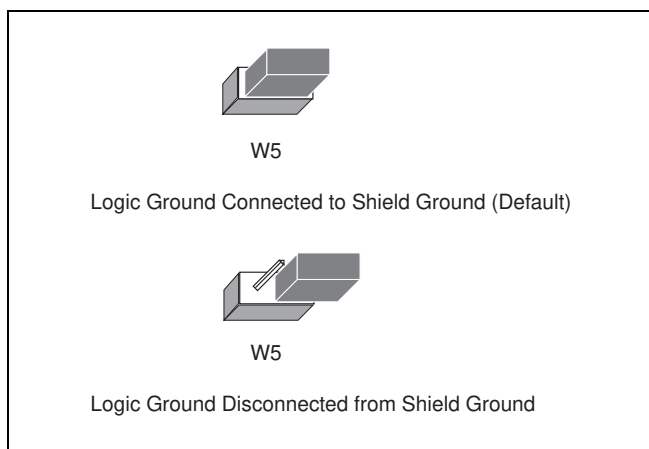 W5
Logic Ground Connected to Shield Ground (Default)
W5
Logic Ground Disconnected from Shield Ground